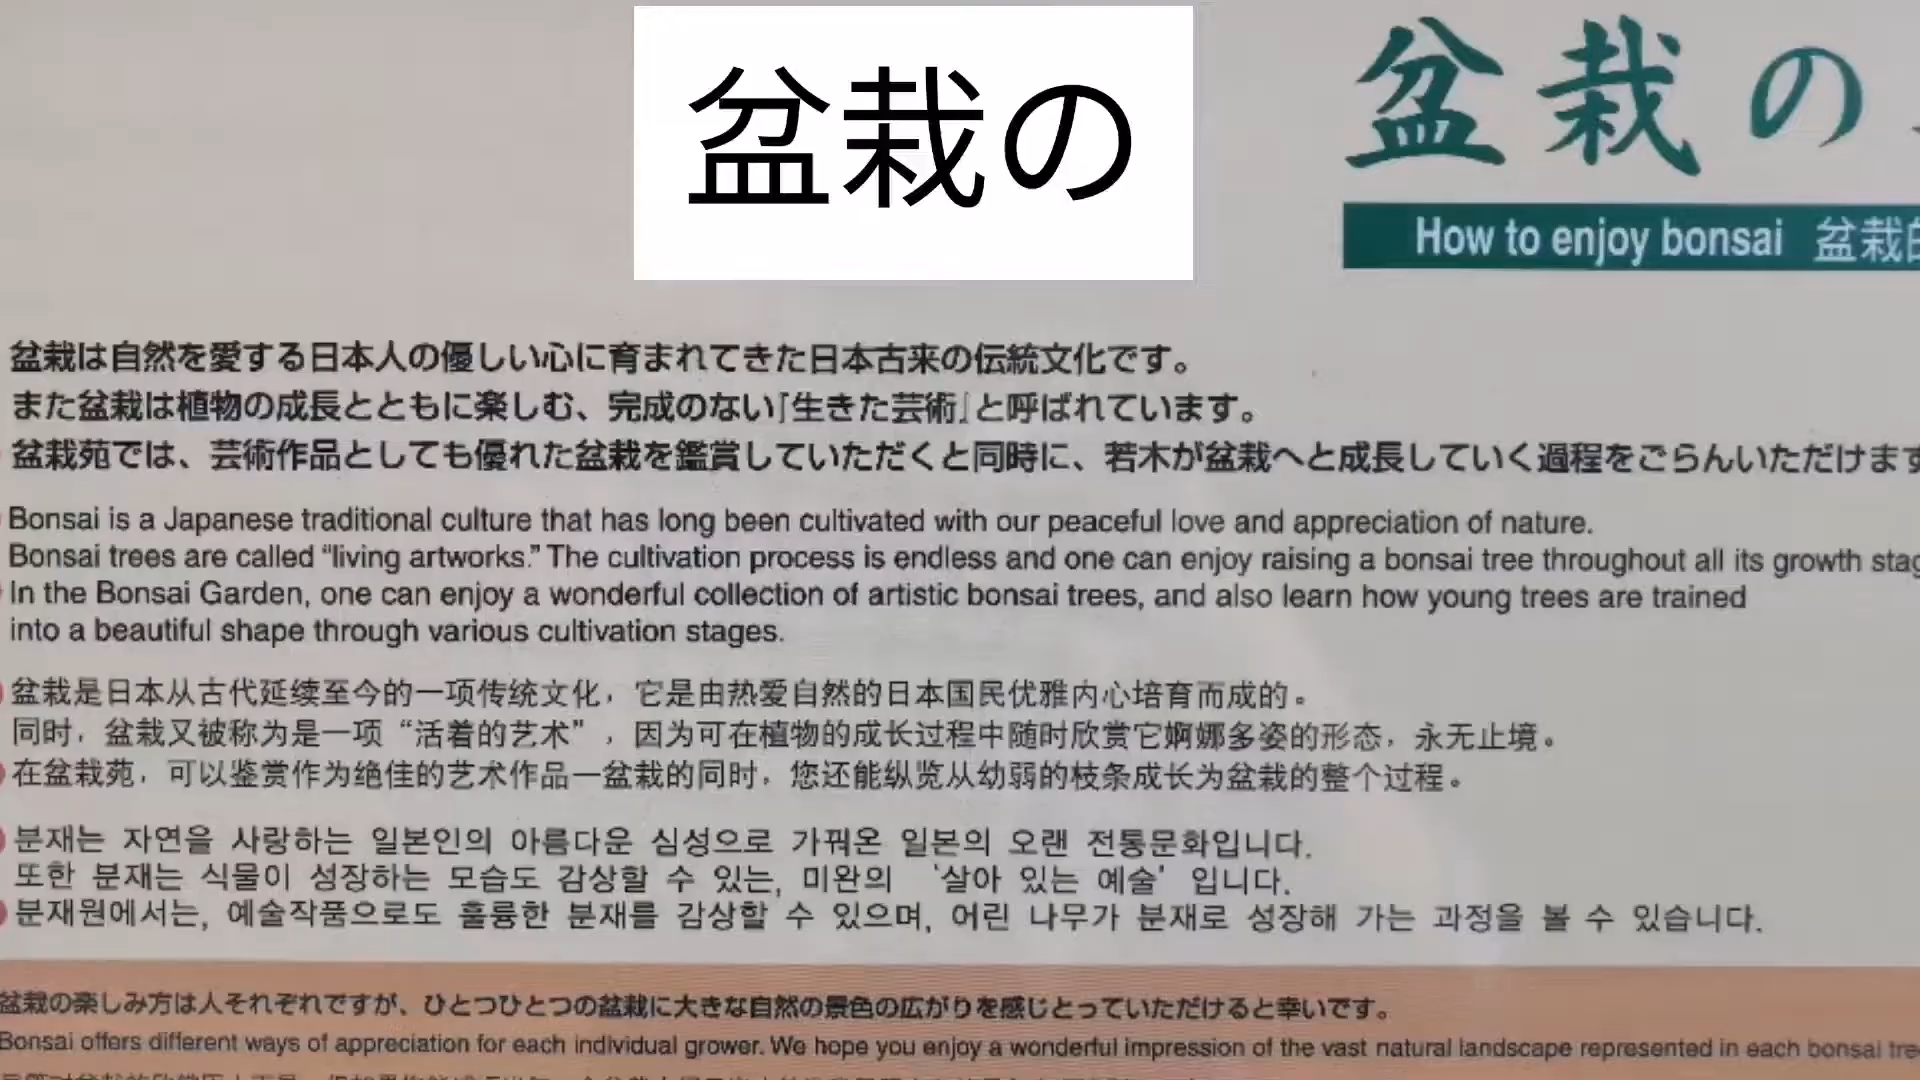 盆栽の
盆栽の
How to enjoy bonsai 盆栽的
盆栽は自然を愛する日本人の優しい心に育まれてきた日本古来の伝統文化です。
また盆栽は植物の成長とともに楽しむ、完成のない『生きた芸術』と呼ばれています。
盆栽苑では、芸術作品としても優れた盆栽を鑑賞していただくと同時に、若木が盆栽へと成長していく過程をごらんいただけます
Bonsai is a Japanese traditional culture that has long been cultivated with our peaceful love and appreciation of nature.
Bonsai trees are called “living artworks.” The cultivation process is endless and one can enjoy raising a bonsai tree throughout all its growth stag
In the Bonsai Garden, one can enjoy a wonderful collection of artistic bonsai trees, and also learn how young trees are trained
into a beautiful shape through various cultivation stages.
盆栽是日本从古代延续至今的一项传统文化，它是由热爱自然的日本国民优雅内心培育而成的。
同时，盆栽又被称为是一项“活着的艺术”，因为可在植物的成长过程中随时欣赏它婀娜多姿的形态，永无止境。
在盆栽苑，可以鉴赏作为绝佳的艺术作品—盆栽的同时，您还能纵览从幼弱的枝条成长为盆栽的整个过程。
분재는 자연을 사랑하는 일본인의 아름다운 심성으로 가꿔온 일본의 오랜 전통문화입니다.
또한 분재는 식물이 성장하는 모습도 감상할 수 있는, 미완의 ‘살아 있는 예술’ 입니다.
분재원에서는, 예술작품으로도 훌륭한 분재를 감상할 수 있으며, 어린 나무가 분재로 성장해 가는 과정을 볼 수 있습니다.
盆栽の楽しみ方は人それぞれですが、ひとつひとつの盆栽に大きな自然の景色の広がりを感じとっていただけると幸いです。
Bonsai offers different ways of appreciation for each individual grower. We hope you enjoy a wonderful impression of the vast natural landscape represented in each bonsai tre